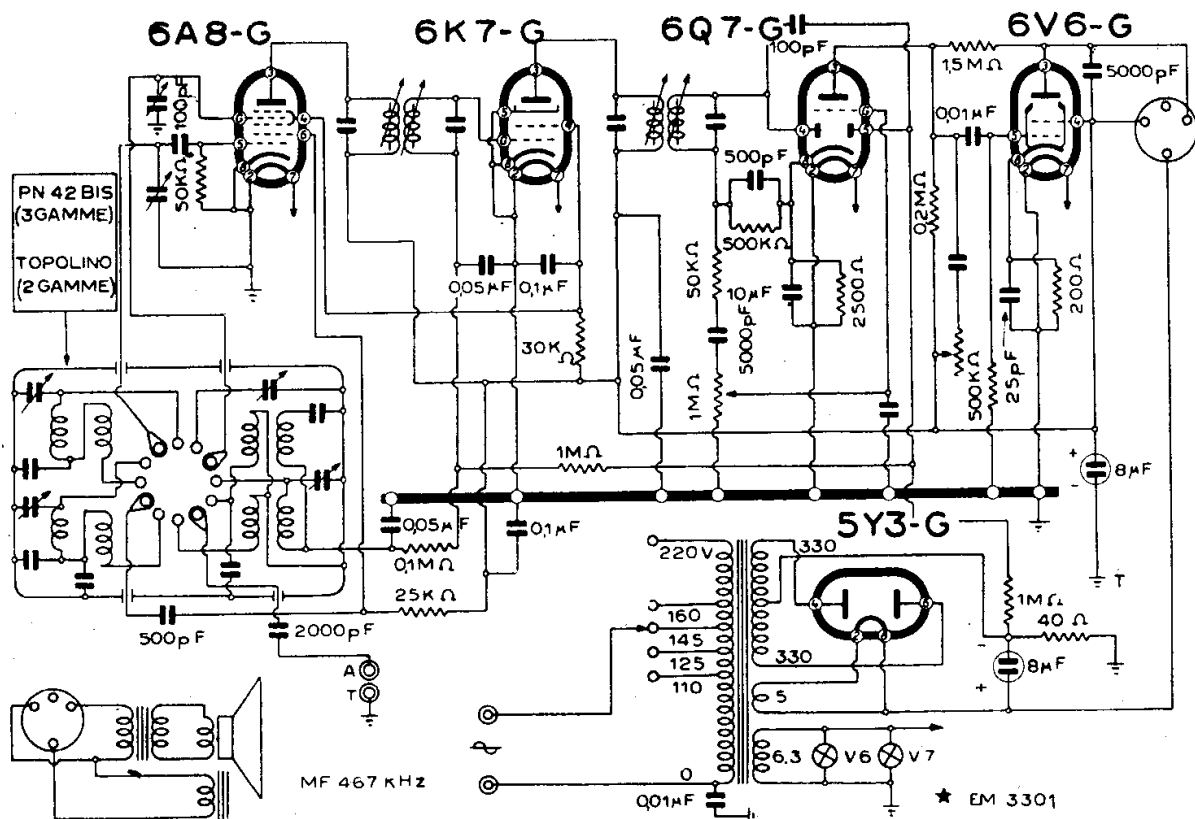 6A8-G
6K7-G
6Q7-G
6V6-G
100pF
50KΩ
100pF
1,5MΩ
5000pF
0,01µF
PN 42 BIS
(3GAMME)
TOPOLINO
(2GAMME)
500pF
500KΩ
0,2MΩ
0,05µF
0,1µF
50KΩ
10µF
2500Ω
200Ω
30K
Ω
5000pF
0,05µF
1MΩ
500KΩ
25pF
1MΩ
+
8µF
-
0,05µF
0,1MΩ
0,1µF
5Y3-G
T
25KΩ
500pF
2000pF
220V
160
145
125
110
0
330
330
5
6.3
V6
V7
1MΩ
40Ω
-
8µF
+
A
T
MF 467 KHz
0,01µF
★ EM 3301